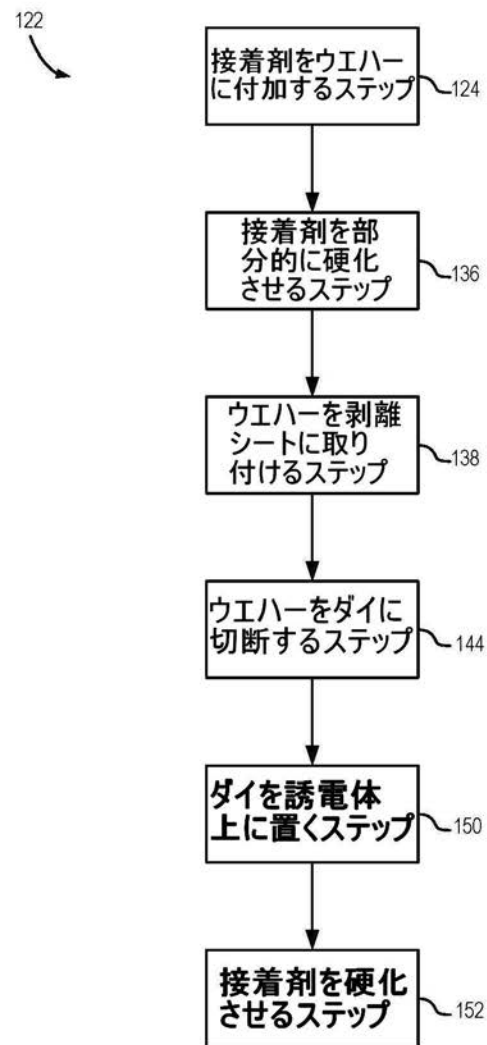 122
接着剤をウエハー
に付加するステップ
124
接着剤を部
分的に硬化
させるステップ
136
ウエハーを剥離
シートに取り
付けるステップ
138
ウエハーをダイに
切断するステップ
144
ダイを誘電体
上に置くステップ
150
接着剤を硬化
させるステップ
152